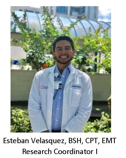 Esteban Velasquez, BSH, CPT, EMT
Research Coordinator I